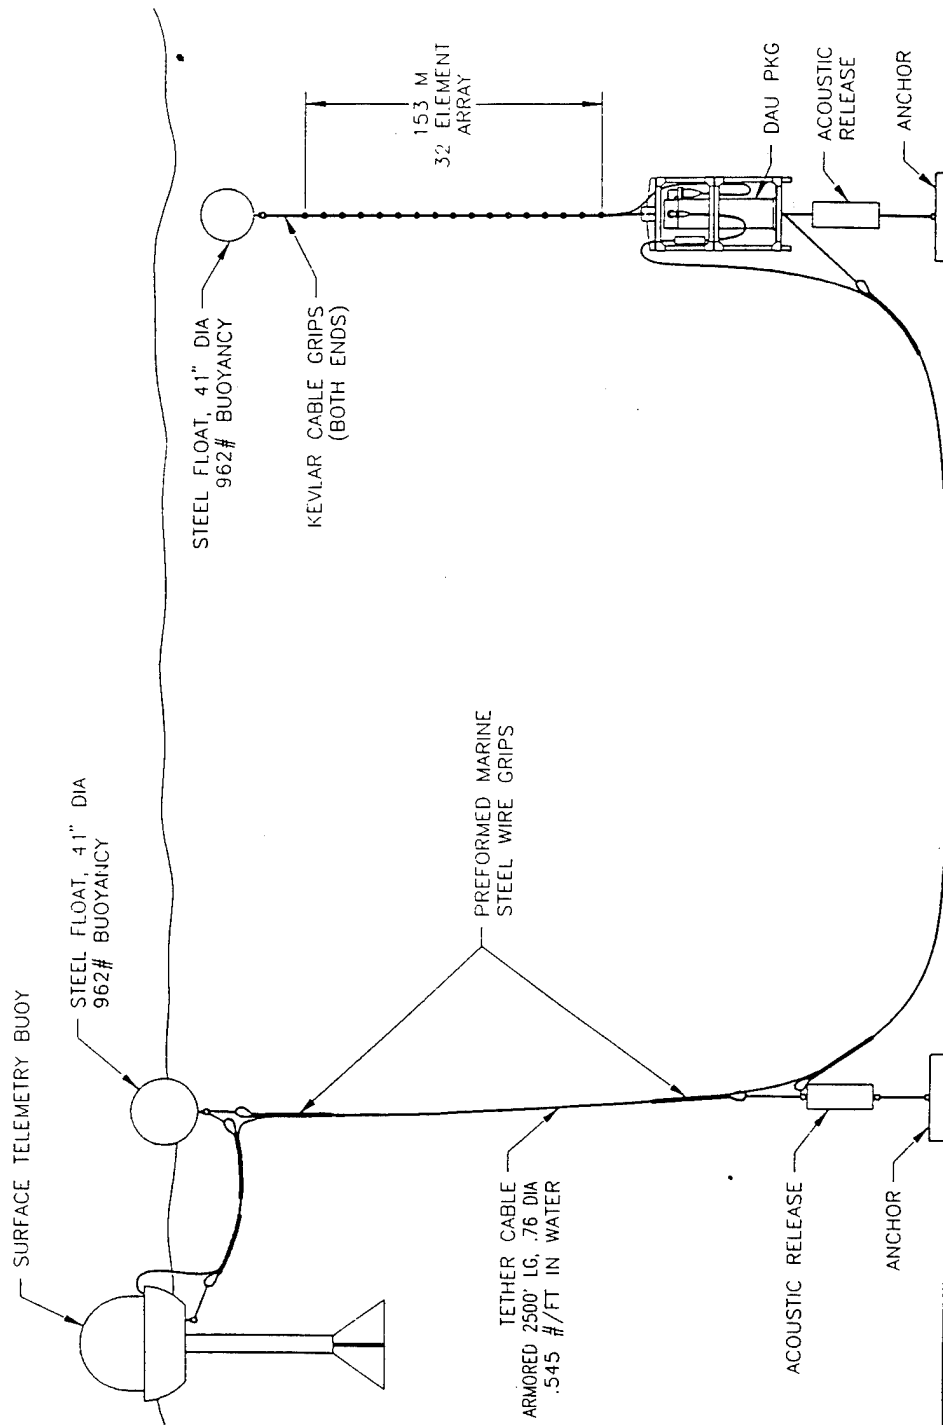 SURFACE TELEMETRY BUOY
STEEL FLOAT, 41" DIA
962# BUOYANCY
STEEL FLOAT, 41" DIA
962# BUOYANCY
KEVLAR CABLE GRIPS
(BOTH ENDS)
153 M
32 ELEMENT
ARRAY
PREFORMED MARINE
STEEL WIRE GRIPS
TETHER CABLE
ARMORED 2500' LG, .76 DIA
.545 #/FT IN WATER
DAU PKG
ACOUSTIC
RELEASE
ANCHOR
ACOUSTIC RELEASE
ANCHOR